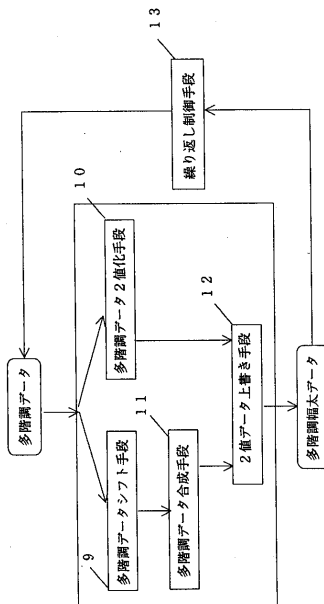 多階調データ
9
多階調データシフト手段
10
多階調データ2値化手段
11
多階調データ合成手段
12
2値データ上書き手段
13
繰り返し制御手段
多階調幅太データ